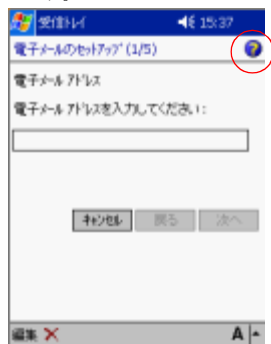 受信トレイ 15:37
電子メールのセットアップ (1/5)
電子メール アドレス
電子メール アドレスを入力してください:
キャンセル 戻る 次へ
編集 A